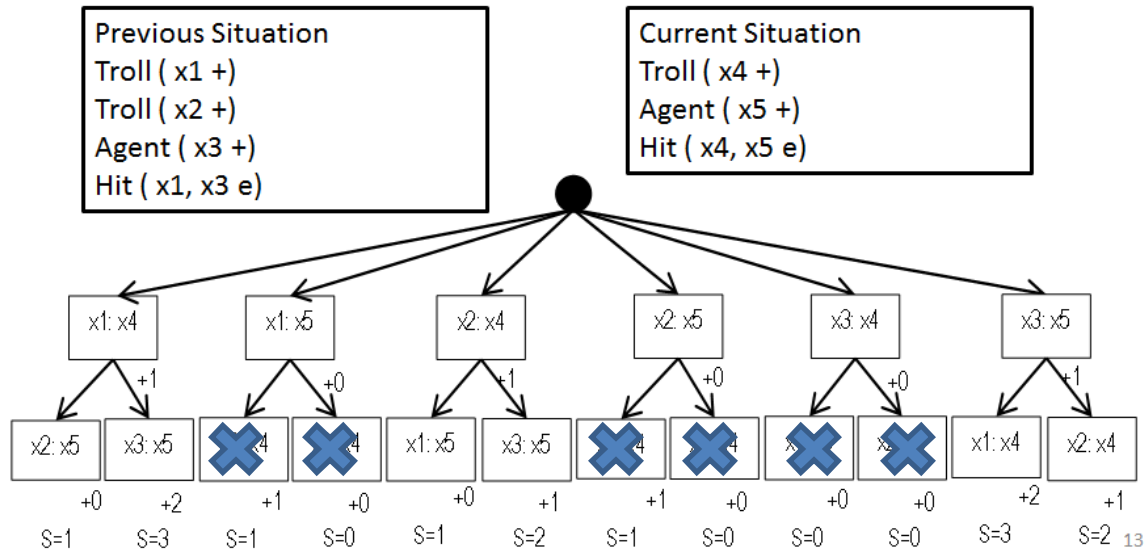 Previous Situation
Troll ( x1 +)
Troll ( x2 +)
Agent ( x3 +)
Hit ( x1, x3 e)
Current Situation
Troll ( x4 +)
Agent ( x5 +)
Hit ( x4, x5 e)
x1: x4 x1: x5 x2: x4 x2: x5 x3: x4 x3: x5
+1 +0 +1 +0 +0 +1
x2: x5 x3: x5 x1: x5 x3: x5 x1: x4 x2: x4
+0 +2 +1 +0 +0 +1 +1 +0 +0 +0 +2 +1
S=1 S=3 S=1 S=0 S=1 S=2 S=1 S=0 S=0 S=0 S=3 S=2 13